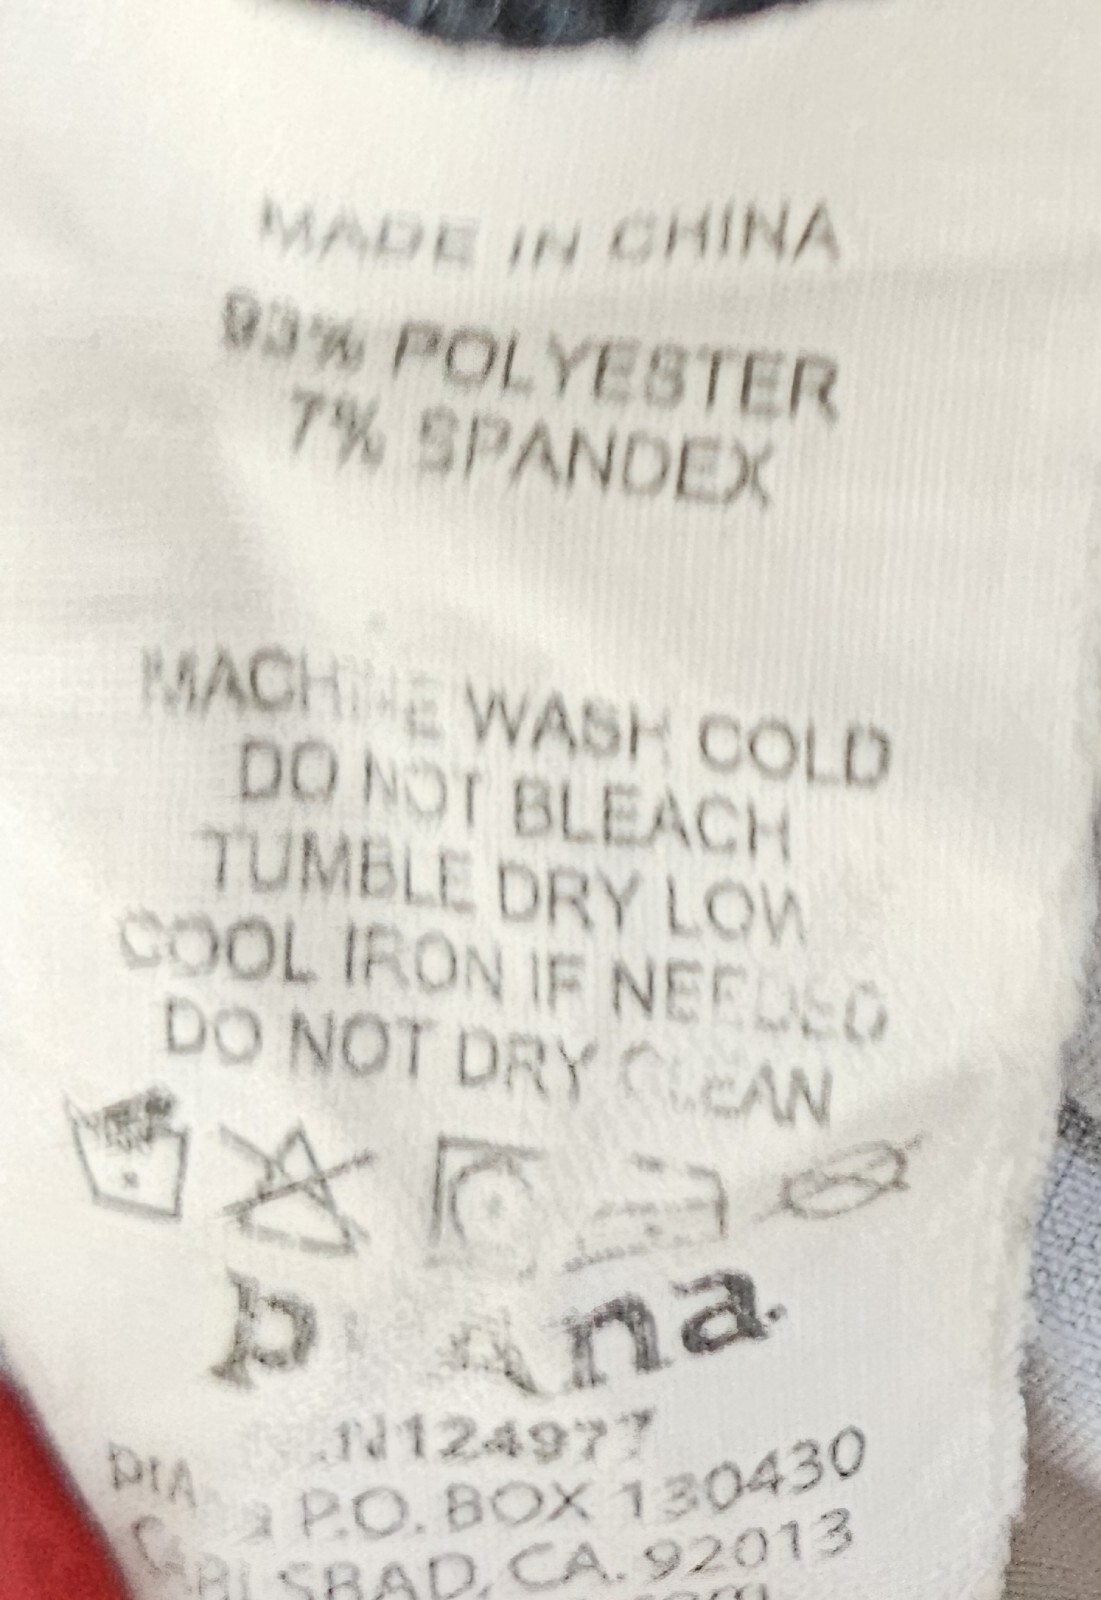 MADE IN CHINA
93% POLYESTER
7% SPANDEX
MACHINE WASH COLD
DO NOT BLEACH
TUMBLE DRY LOW
COOL IRON IF NEEDED
DO NOT DRY CLEAN
P.O. BOX 130430
CARLSBAD, CA. 92013